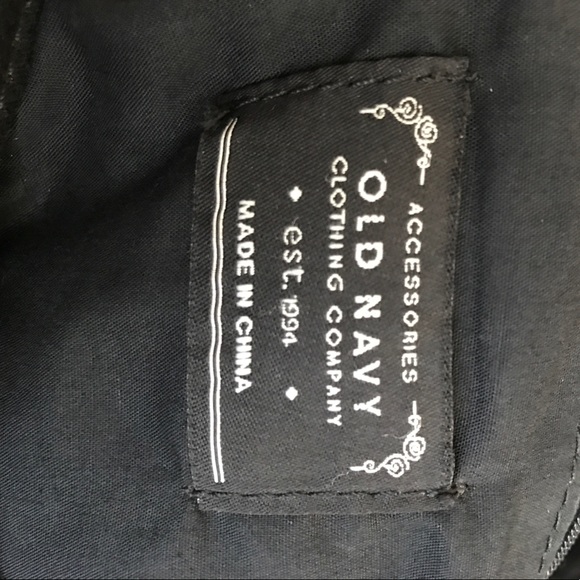 ACCESSORIES
OLD NAVY
CLOTHING COMPANY
est. 1994
MADE IN CHINA